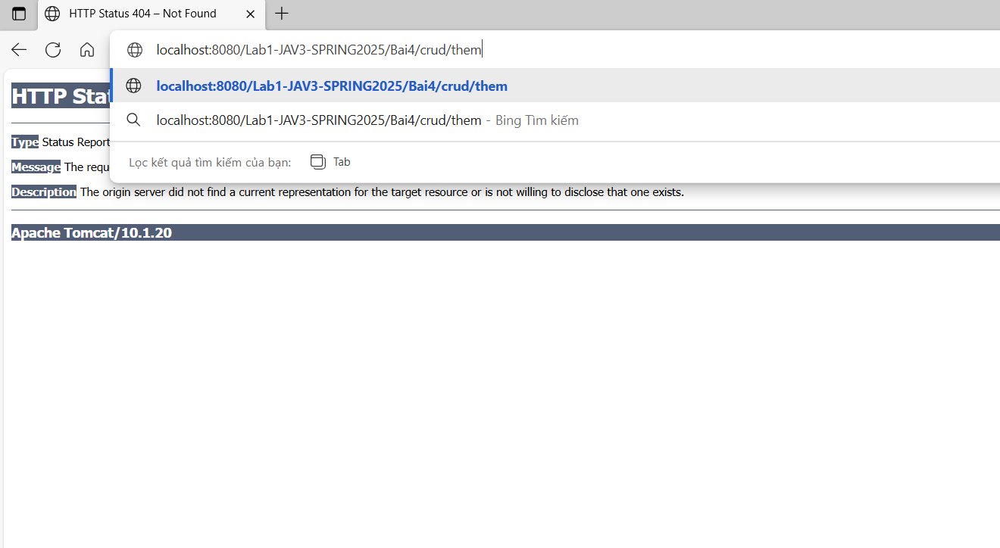 HTTP Status 404 – Not Found
localhost:8080/Lab1-JAV3-SPRING2025/Bai4/crud/them
localhost:8080/Lab1-JAV3-SPRING2025/Bai4/crud/them
localhost:8080/Lab1-JAV3-SPRING2025/Bai4/crud/them - Bing Tìm kiếm
Lọc kết quả tìm kiếm của bạn: Tab
HTTP Stat
Type Status Report
Message The requ
Description The origin server did not find a current representation for the target resource or is not willing to disclose that one exists.
Apache Tomcat/10.1.20